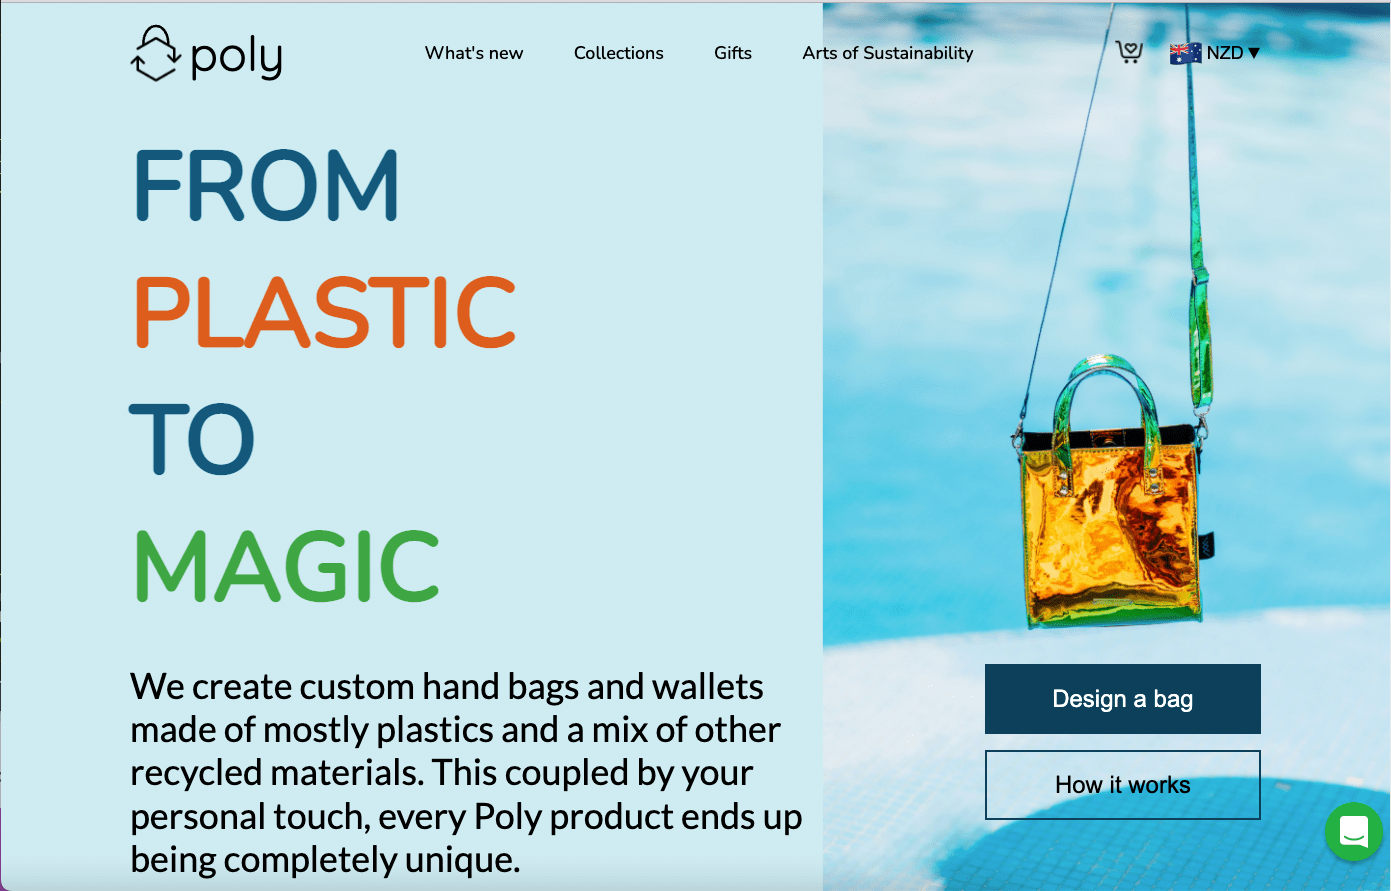 poly
What's new
Collections
Gifts
Arts of Sustainability
NZD ▼
FROM
PLASTIC
TO
MAGIC
We create custom hand bags and wallets
made of mostly plastics and a mix of other
recycled materials. This coupled by your
personal touch, every Poly product ends up
being completely unique.
Design a bag
How it works